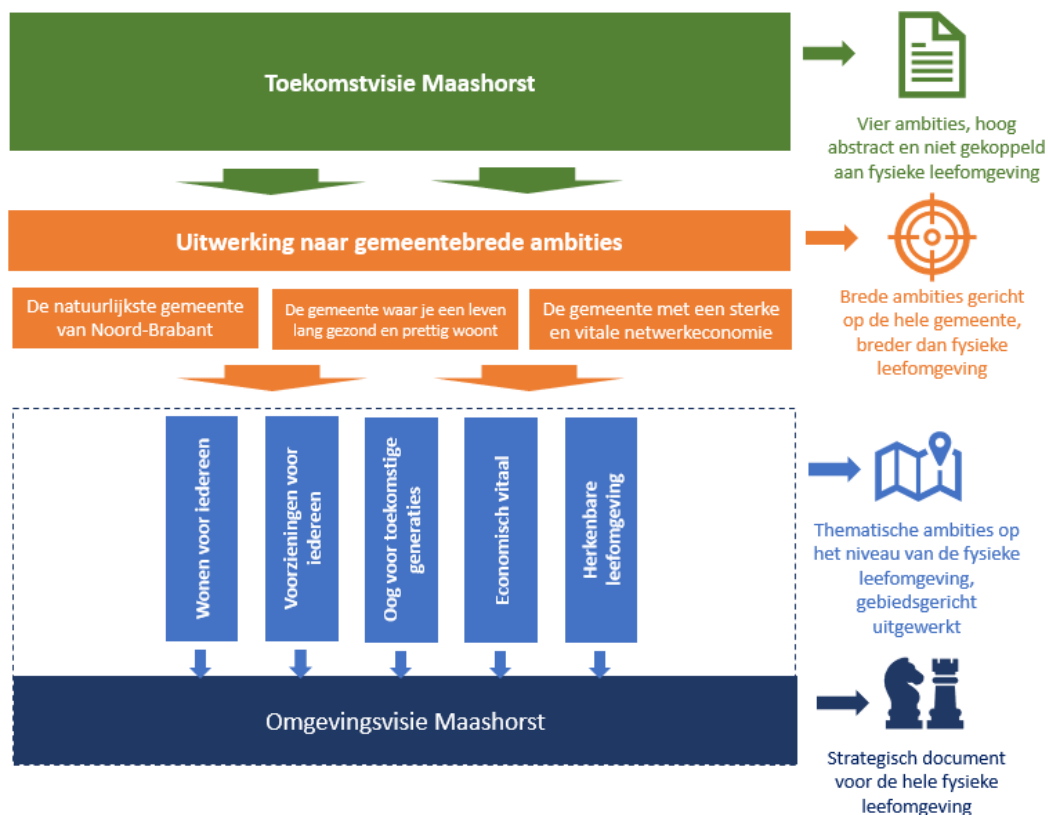 Toekomstvisie Maashorst
Vier ambities, hoog
abstract en niet gekoppeld
aan fysieke leefomgeving
Uitwerking naar gemeentebrede ambities
Brede ambities gericht
op de hele gemeente,
breder dan fysieke
leefomgeving
De natuurlijkste gemeente
van Noord-Brabant
De gemeente waar je een leven
lang gezond en prettig woont
De gemeente met een sterke
en vitale netwerkeconomie
Wonen voor iedereen
Voorzieningen voor
iedereen
Oog voor toekomstige
generaties
Economisch vitaal
Herkenbare
leefomgeving
Thematische ambities op
het niveau van de fysieke
leefomgeving,
gebiedsgericht
uitgewerkt
Omgevingsvisie Maashorst
Strategisch document
voor de hele fysieke
leefomgeving